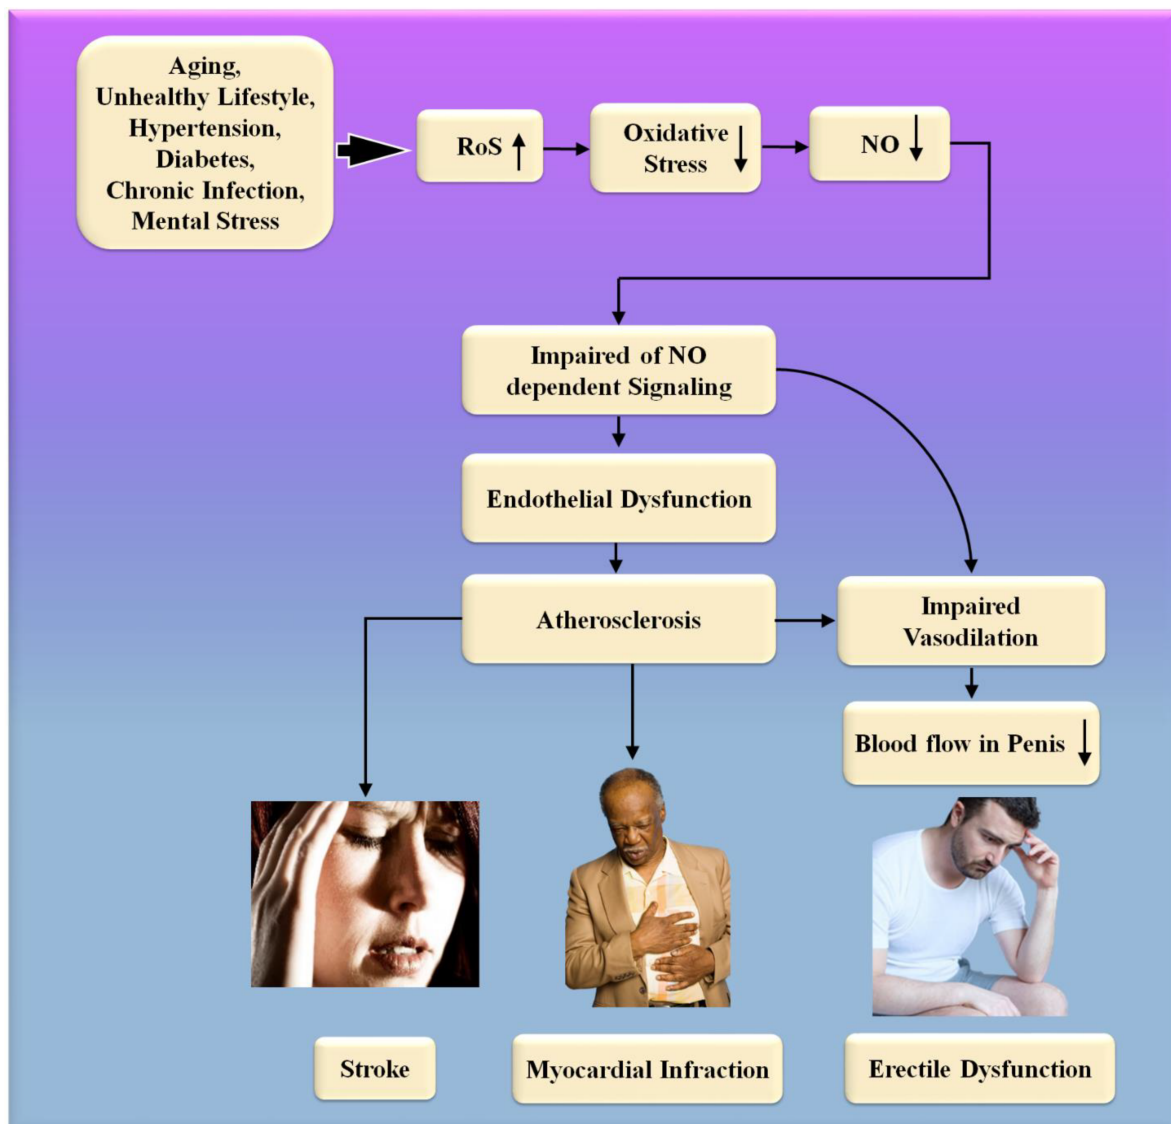 Aging,
Unhealthy Lifestyle,
Hypertension,
Diabetes,
Chronic Infection,
Mental Stress
RoS
Oxidative
Stress
NO
Impaired of NO
dependent Signaling
Endothelial Dysfunction
Atherosclerosis
Impaired
Vasodilation
Blood flow in Penis
Stroke
Myocardial Infraction
Erectile Dysfunction